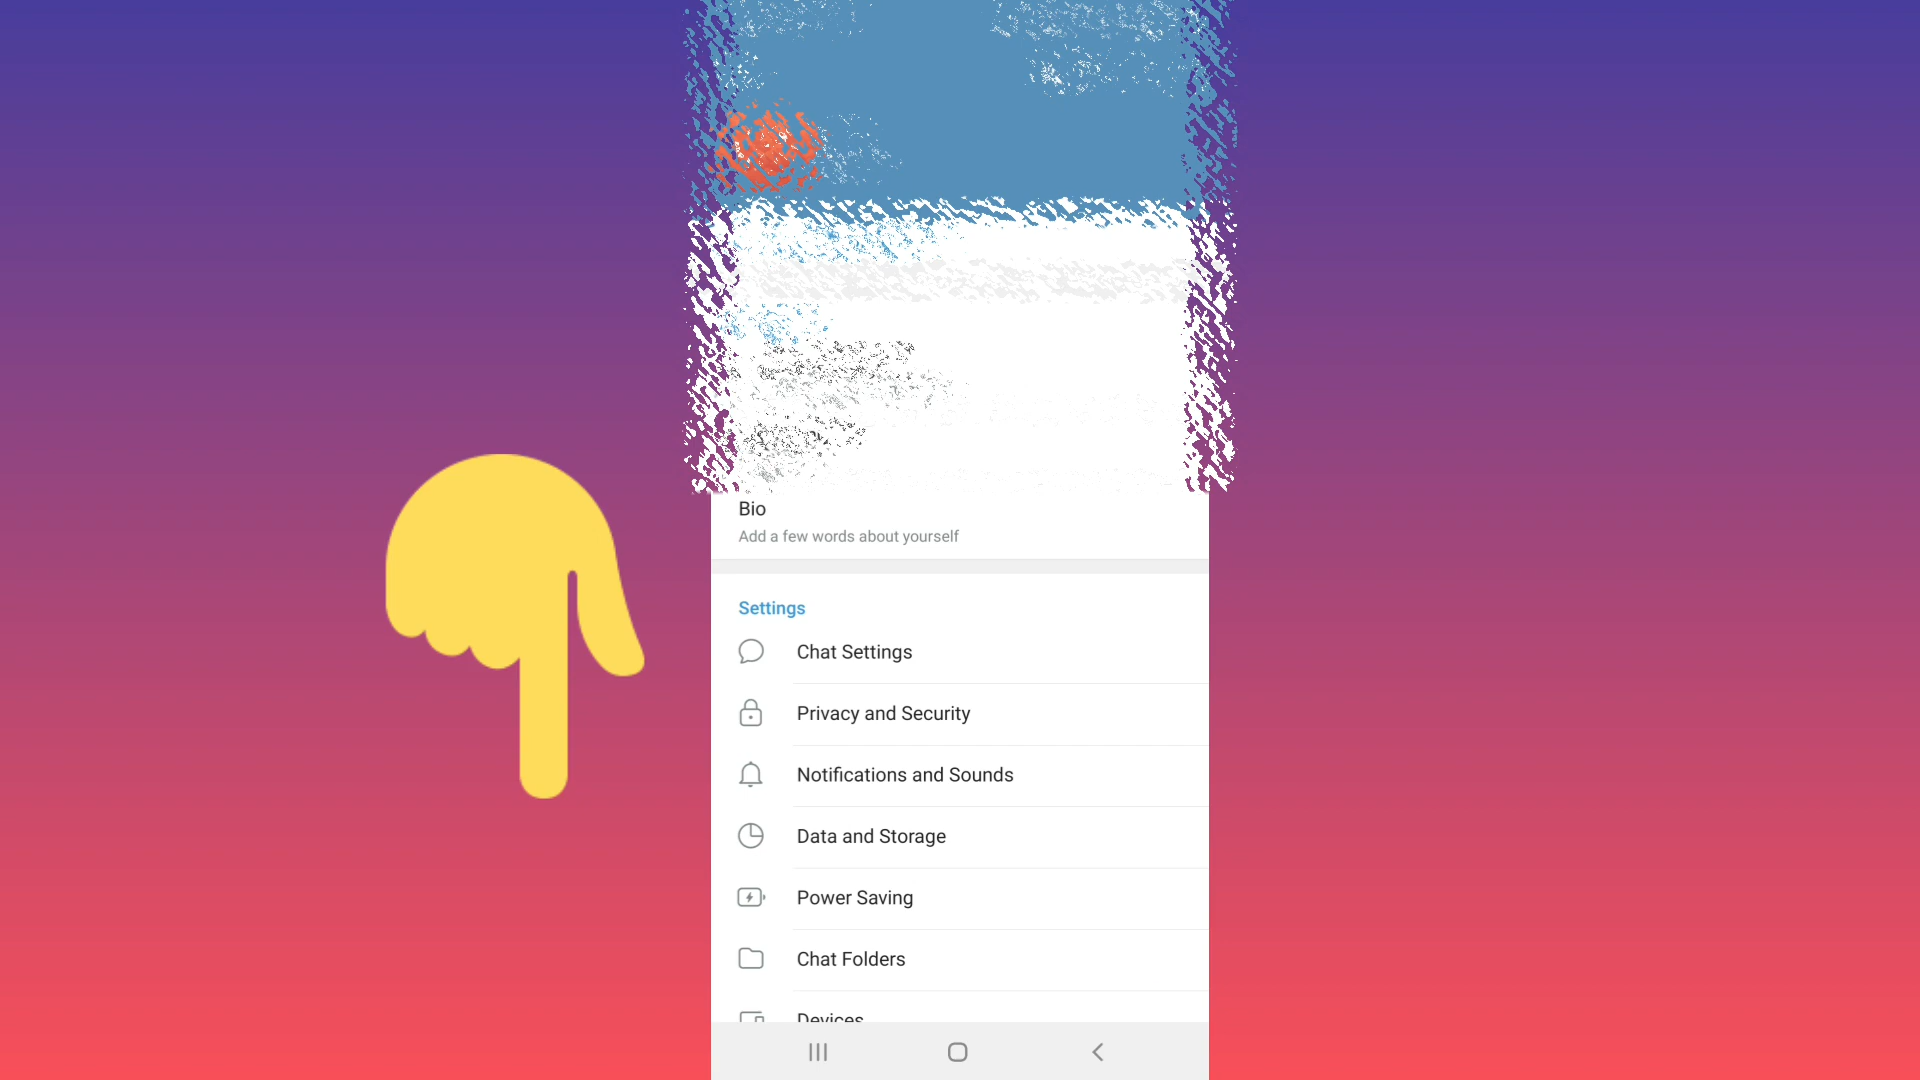 Bio
Add a few words about yourself
Settings
Chat Settings
Privacy and Security
Notifications and Sounds
Data and Storage
Power Saving
Chat Folders
Devices